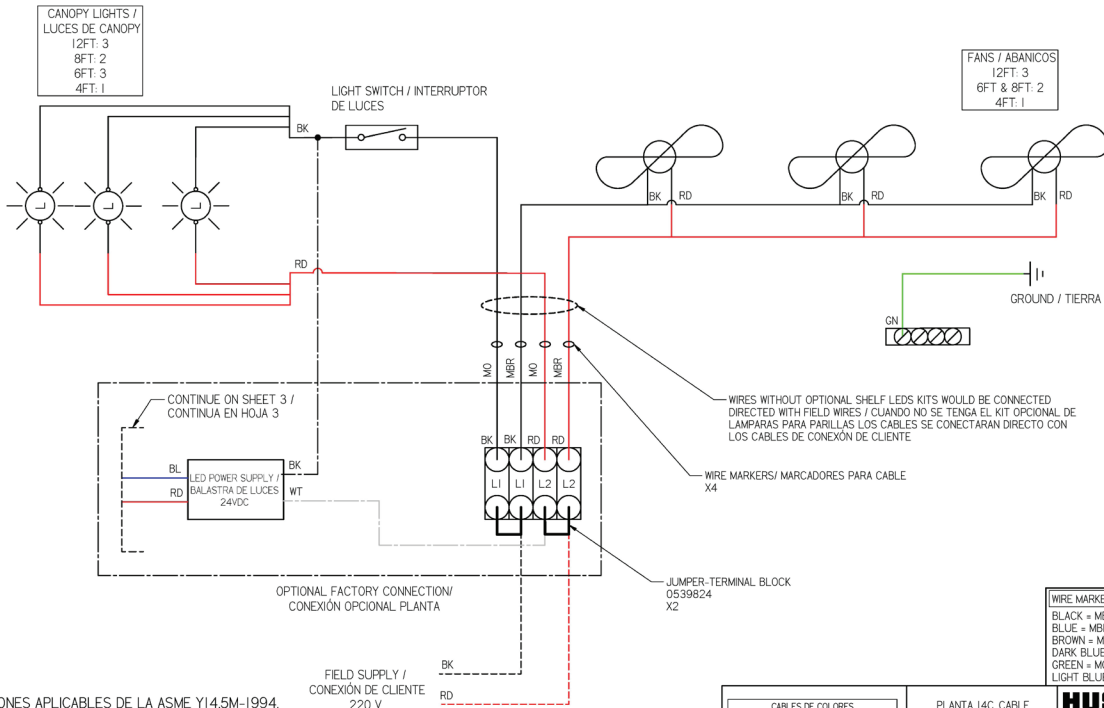 CANOPY LIGHTS /
LUCES DE CANOPY
12FT: 3
8FT: 2
6FT: 3
4FT: 1
LIGHT SWITCH / INTERRUPTOR
DE LUCES
FANS / ABANICOS
12FT: 3
6FT & 8FT: 2
4FT: 1
BK
L
L
L
BK
RD
BK
RD
BK
RD
RD
GROUND / TIERRA
GN
MO
MBR
MO
MBR
CONTINUE ON SHEET 3 /
CONTINUA EN HOJA 3
WIRES WITHOUT OPTIONAL SHELF LEDS KITS WOULD BE CONNECTED
DIRECTED WITH FIELD WIRES / CUANDO NO SE TENGA EL KIT OPCIONAL DE
LAMPARAS PARA PARILLAS LOS CABLES SE CONECTARAN DIRECTO CON
LOS CABLES DE CONEXÓN DE CLIENTE
BK
BK
RD
RD
BL
RD
LED POWER SUPPLY /
BALASTRA DE LUCES
24VDC
BK
WT
L1
L1
L2
L2
WIRE MARKERS/ MARCADORES PARA CABLE
X4
JUMPER-TERMINAL BLOCK
0539824
X2
OPTIONAL FACTORY CONNECTION/
CONEXIÓN OPCIONAL PLANTA
FIELD SUPPLY /
CONEXIÓN DE CLIENTE
220 V
BK
RD
WIRE
BLACK =
BLUE =
BROWN =
DARK BLUE
GREEN =
LIGHT BLUE
APLICABLES DE LA ASME Y14.5M-1994.
CABLES DE COLORES
PLANTA 14C, CABLE